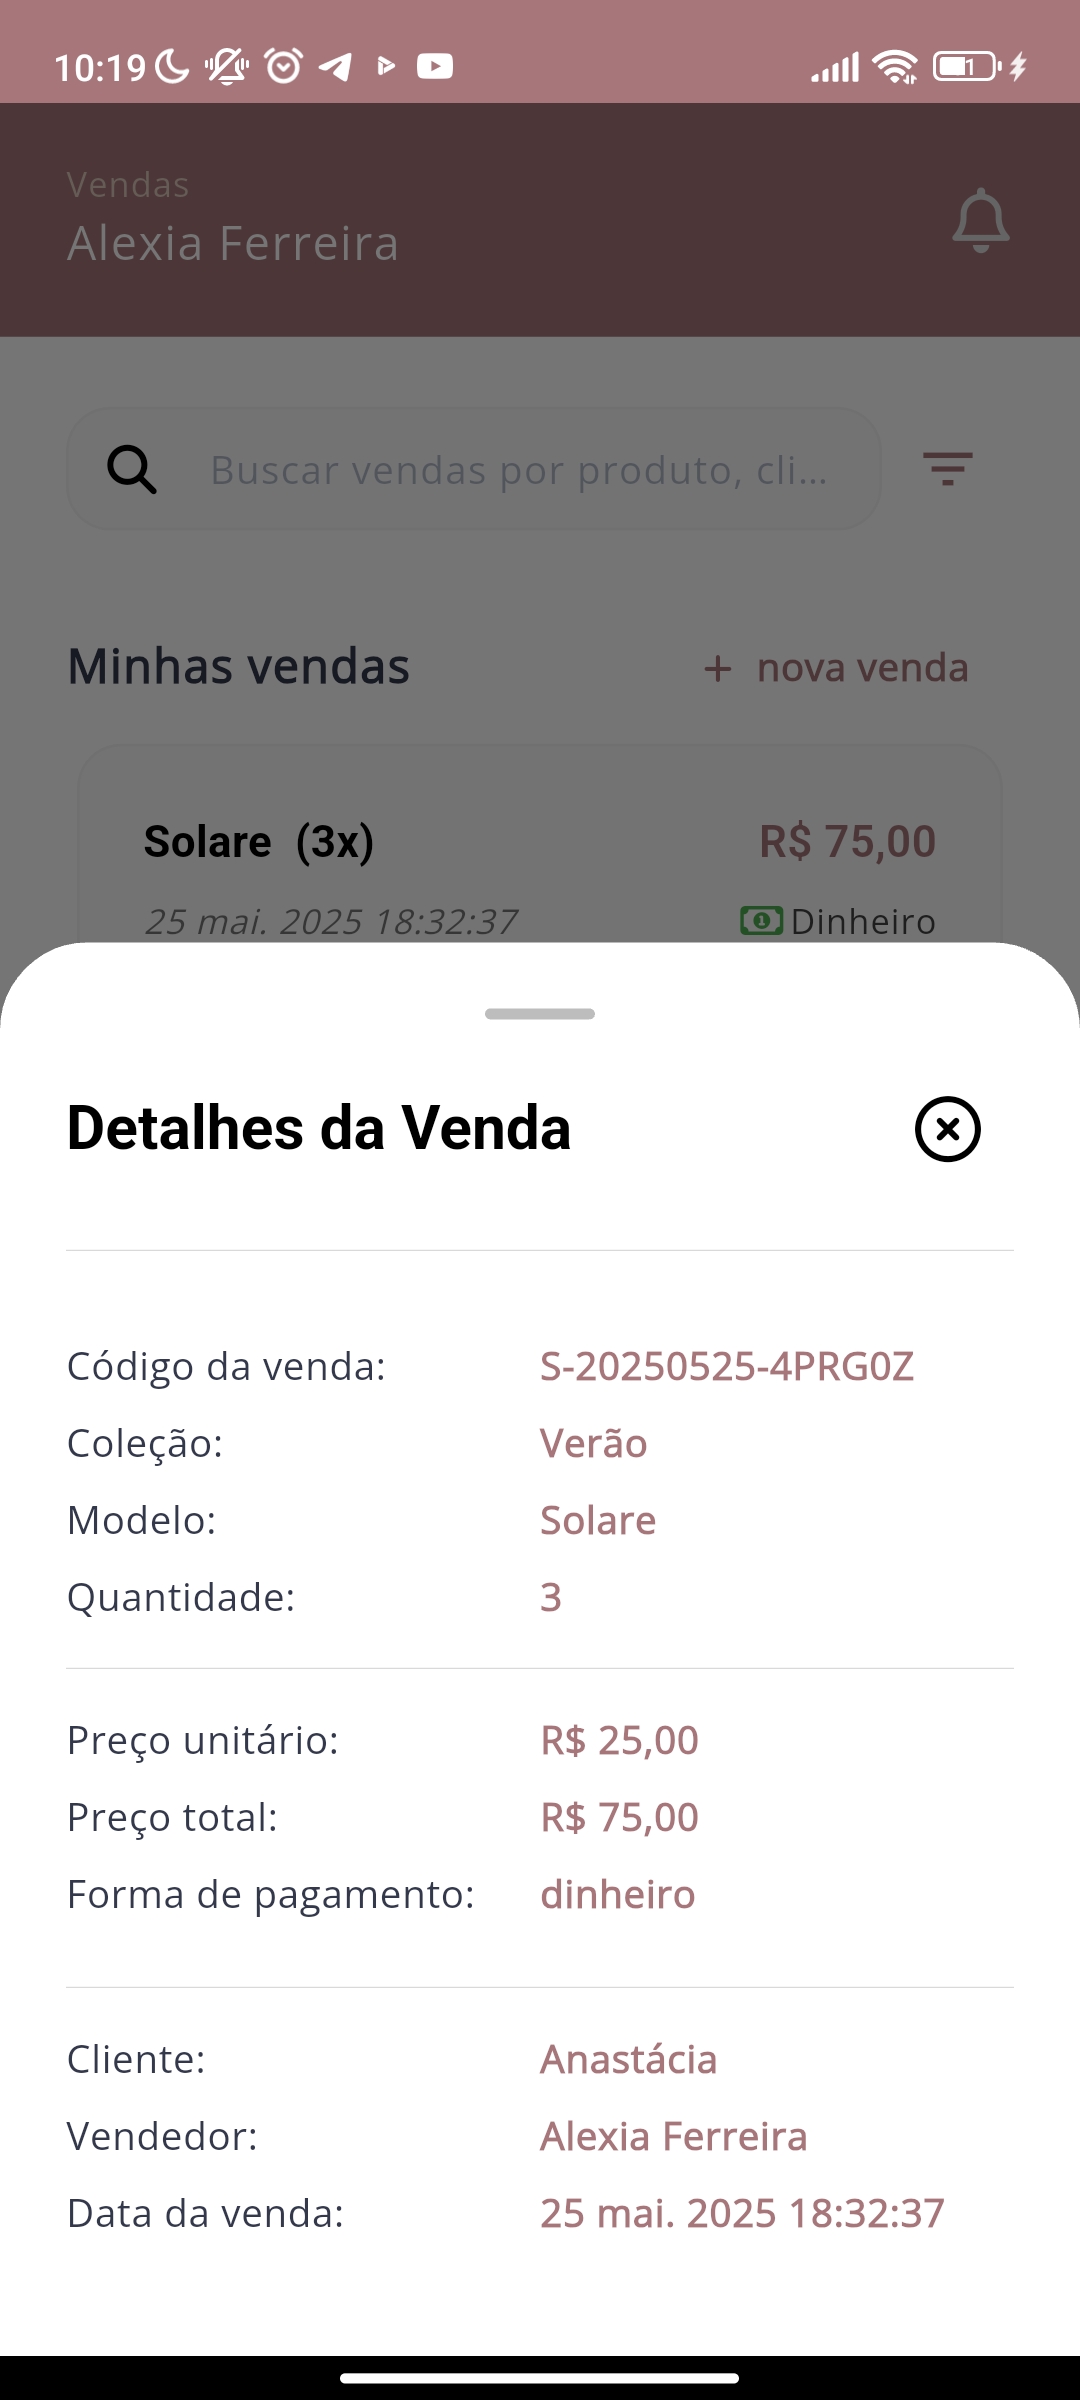 10:19
1
Vendas
Alexia Ferreira
Buscar vendas por produto, cli...
Minhas vendas
+ nova venda
Solare (3x)
R$ 75,00
25 mai. 2025 18:32:37
Dinheiro
Detalhes da Venda
Código da venda: S-20250525-4PRG0Z
Coleção: Verão
Modelo: Solare
Quantidade: 3
Preço unitário: R$ 25,00
Preço total: R$ 75,00
Forma de pagamento: dinheiro
Cliente: Anastácia
Vendedor: Alexia Ferreira
Data da venda: 25 mai. 2025 18:32:37